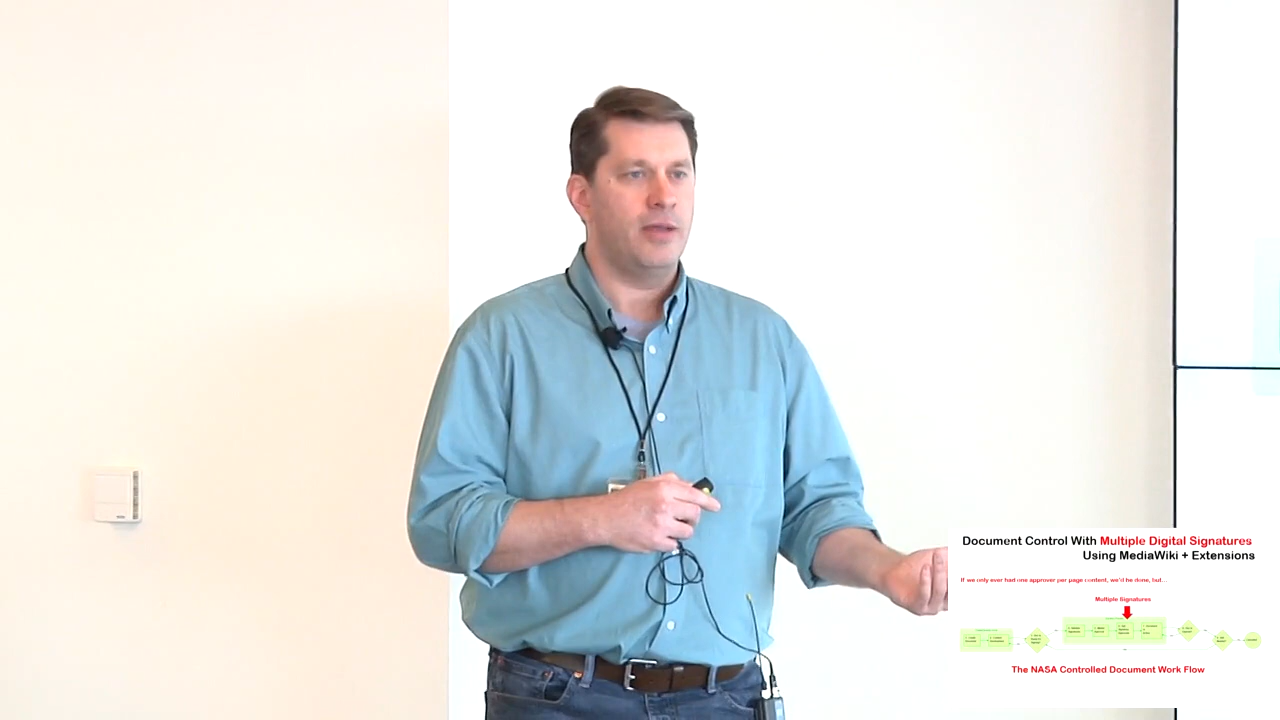 Document Control With Multiple Digital Signatures
Using MediaWiki + Extensions
If we only ever had one approver per page content, we'd be done, but...
Multiple Signatures
The NASA Controlled Document Work Flow